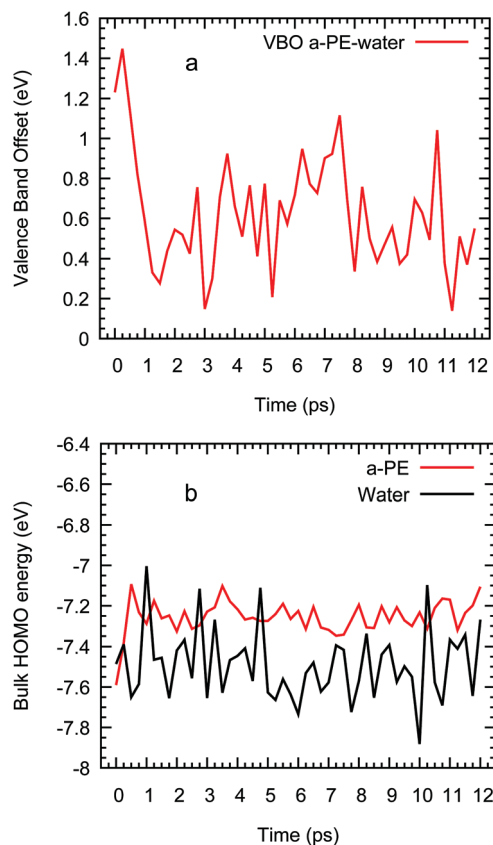 VBO a-PE-water
a
Valence Band Offset (eV)
1.6
1.4
1.2
1
0.8
0.6
0.4
0.2
0
0 1 2 3 4 5 6 7 8 9 10 11 12
Time (ps)
a-PE
Water
b
Bulk HOMO energy (eV)
-6.4
-6.6
-6.8
-7
-7.2
-7.4
-7.6
-7.8
-8
0 1 2 3 4 5 6 7 8 9 10 11 12
Time (ps)